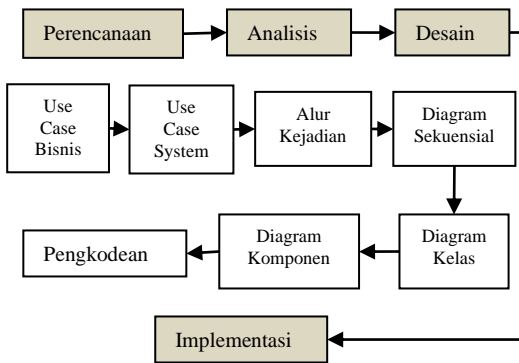 Perencanaan
Analisis
Desain
Use
Case
Bisnis
Use
Case
System
Alur
Kejadian
Diagram
Sekuensial
Pengkodean
Diagram
Komponen
Diagram
Kelas
Implementasi